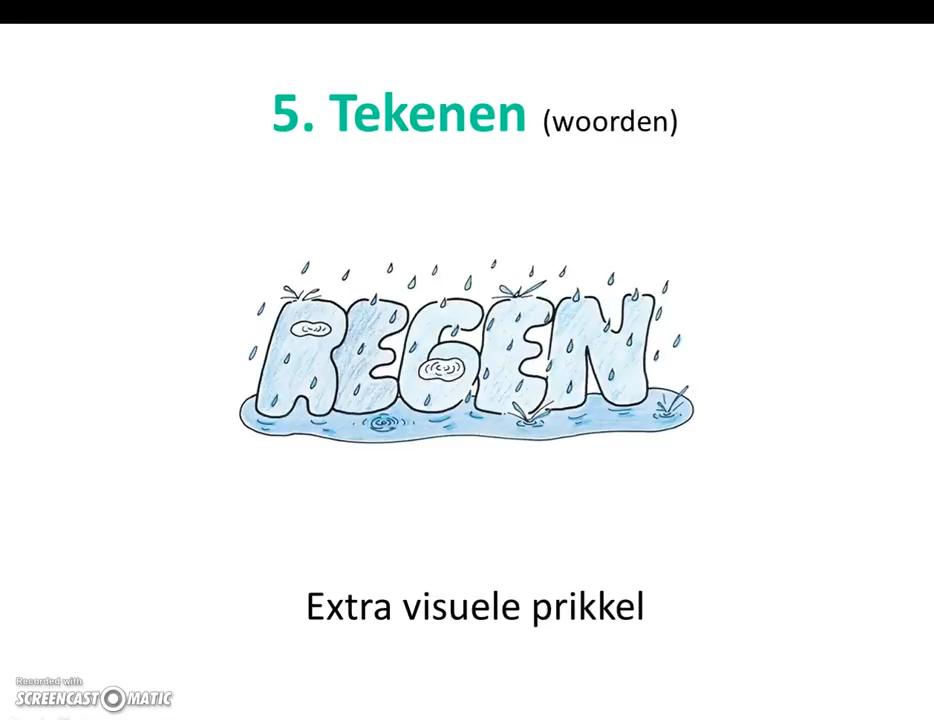 5. Tekenen (woorden)
REGEN
Extra visuele prikkel
Recorded with
SCREENCAST MATIC